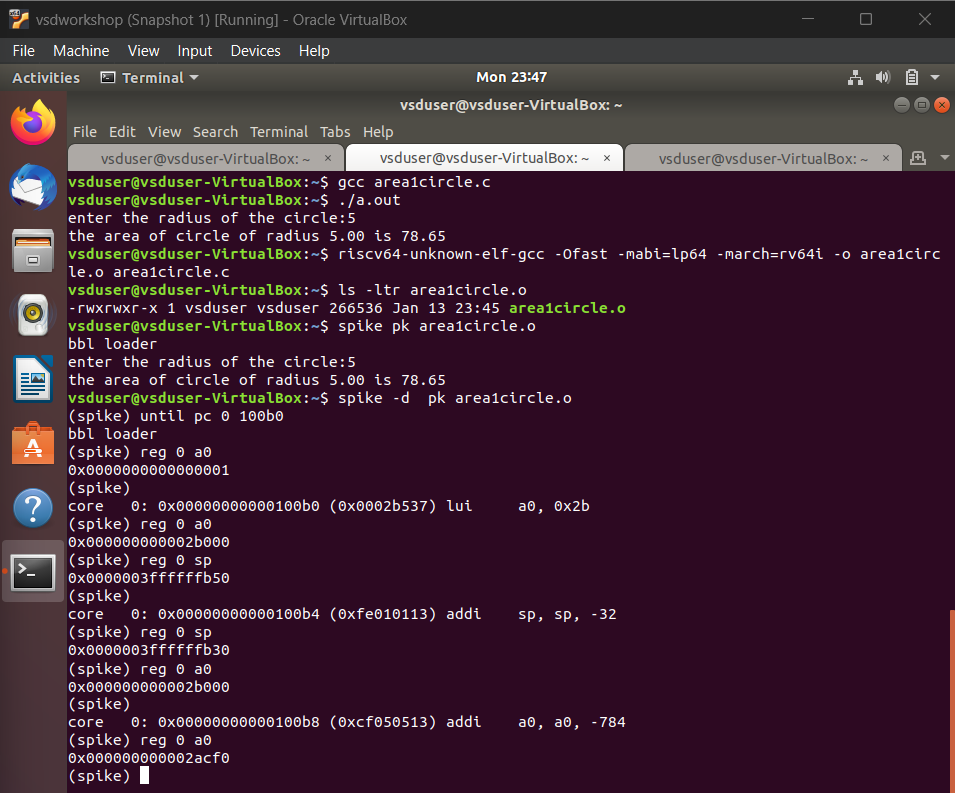 vsdworkshop (Snapshot 1) [Running] - Oracle VirtualBox
File Machine View Input Devices Help
Activities Terminal Mon 23:47
vsduser@vsduser-VirtualBox: ~
File Edit View Search Terminal Tabs Help
vsduser@vsduser-VirtualBox: ~ × vsduser@vsduser-VirtualBox: ~ × vsduser@vsduser-VirtualBox: ~ ×
vsduser@vsduser-VirtualBox:~$ gcc area1circle.c
vsduser@vsduser-VirtualBox:~$ ./a.out
enter the radius of the circle:5
the area of circle of radius 5.00 is 78.65
vsduser@vsduser-VirtualBox:~$ riscv64-unknown-elf-gcc -Ofast -mabi=lp64 -march=rv64i -o area1circ
le.o area1circle.c
vsduser@vsduser-VirtualBox:~$ ls -ltr area1circle.o
-rwxrwxr-x 1 vsduser vsduser 266536 Jan 13 23:45 area1circle.o
vsduser@vsduser-VirtualBox:~$ spike pk area1circle.o
bbl loader
enter the radius of the circle:5
the area of circle of radius 5.00 is 78.65
vsduser@vsduser-VirtualBox:~$ spike -d  pk area1circle.o
(spike) until pc 0 100b0
bbl loader
(spike) reg 0 a0
0x0000000000000001
(spike)
core   0: 0x00000000000100b0 (0x0002b537) lui     a0, 0x2b
(spike) reg 0 a0
0x000000000002b000
(spike) reg 0 sp
0x0000003ffffffb50
(spike)
core   0: 0x00000000000100b4 (0xfe010113) addi    sp, sp, -32
(spike) reg 0 sp
0x0000003ffffffb30
(spike) reg 0 a0
0x000000000002b000
(spike)
core   0: 0x00000000000100b8 (0xcf050513) addi    a0, a0, -784
(spike) reg 0 a0
0x000000000002acf0
(spike)